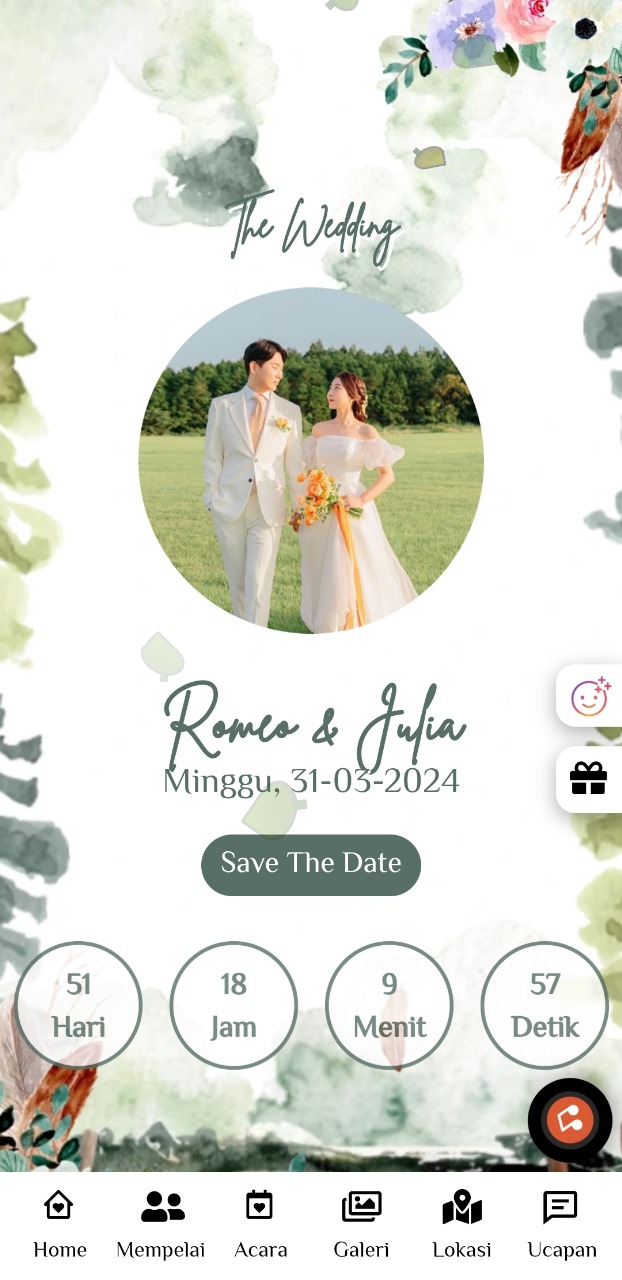 The Wedding
Romeo & Julia
Minggu, 31-03-2024
Save The Date
51 18 9 57
Hari Jam Menit Detik
Home Mempelai Acara Galeri Lokasi Ucapan